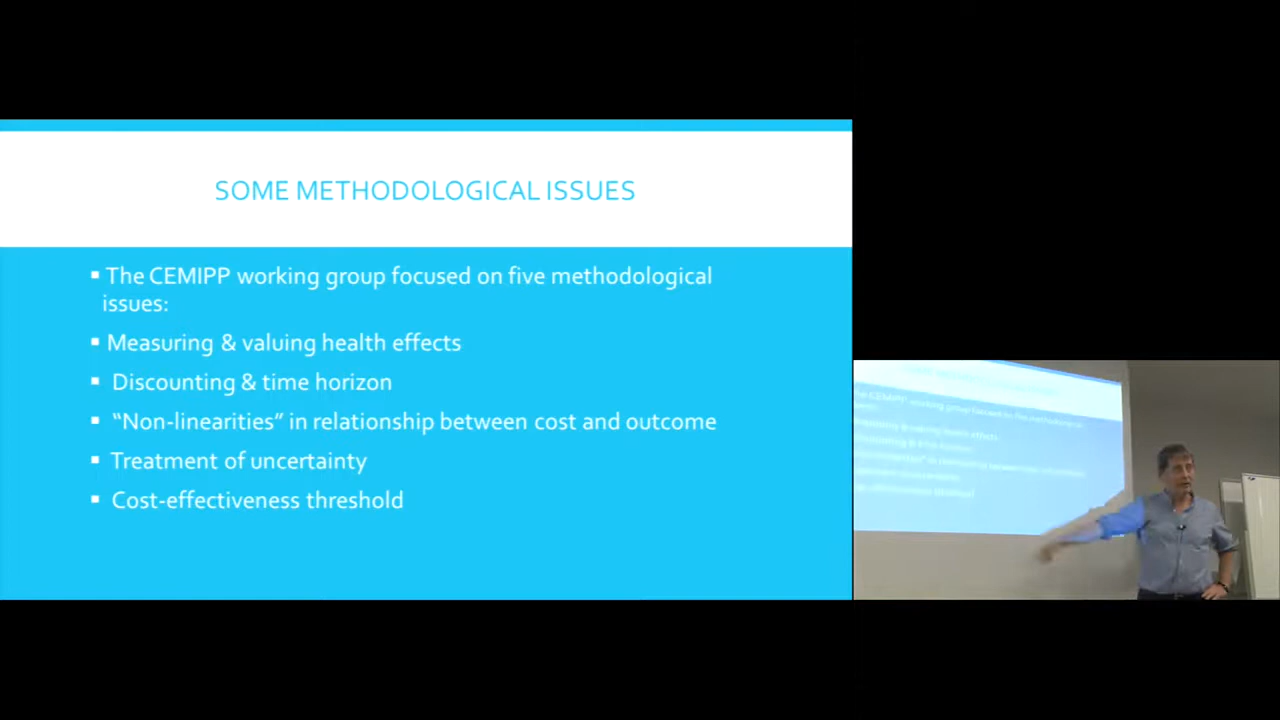 SOME METHODOLOGICAL ISSUES
▪ The CEMIPP working group focused on five methodological
issues:
▪ Measuring & valuing health effects
▪ Discounting & time horizon
▪ “Non-linearities” in relationship between cost and outcome
▪ Treatment of uncertainty
▪ Cost-effectiveness threshold